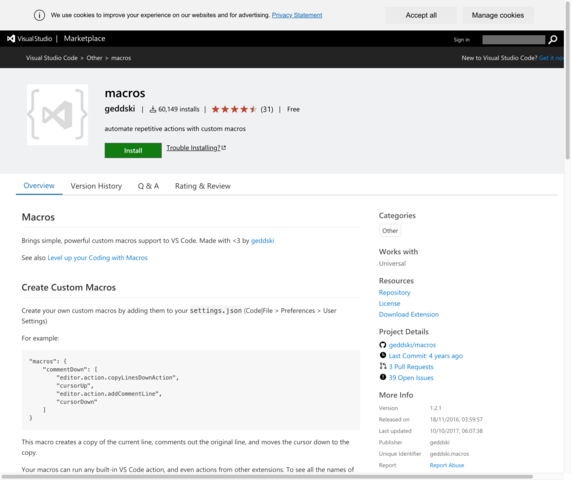 We use cookies to improve your experience on our websites and for advertising. Privacy Statement
Accept all
Manage cookies
Visual Studio | Marketplace
Sign in
Visual Studio Code > Other > macros
New to Visual Studio Code? Get it now
macros
geddski | 60,149 installs | (31) | Free
automate repetitive actions with custom macros
Install
Trouble Installing?
Overview
Version History
Q & A
Rating & Review
Macros
Brings simple, powerful custom macros support to VS Code. Made with <3 by geddski
See also Level up your Coding with Macros
Create Custom Macros
Create your own custom macros by adding them to your settings.json (Code|File > Preferences > User
Settings)
For example:
"macros": {
"commentDown": [
"editor.action.copyLinesDownAction",
"cursorUp",
"editor.action.addCommentLine",
"cursorDown"
]
}
This macro creates a copy of the current line, comments out the original line, and moves the cursor down to the
copy.
Your macros can run any built-in VS Code action, and even actions from other extensions. To see all the names of
Categories
Other
Works with
Universal
Resources
Repository
License
Download Extension
Project Details
geddski/macros
Last Commit: 4 years ago
3 Pull Requests
39 Open Issues
More Info
Version 1.2.1
Released on 18/11/2016, 03:59:57
Last updated 10/10/2017, 06:07:38
Publisher geddski
Unique Identifier geddski.macros
Report Report Abuse